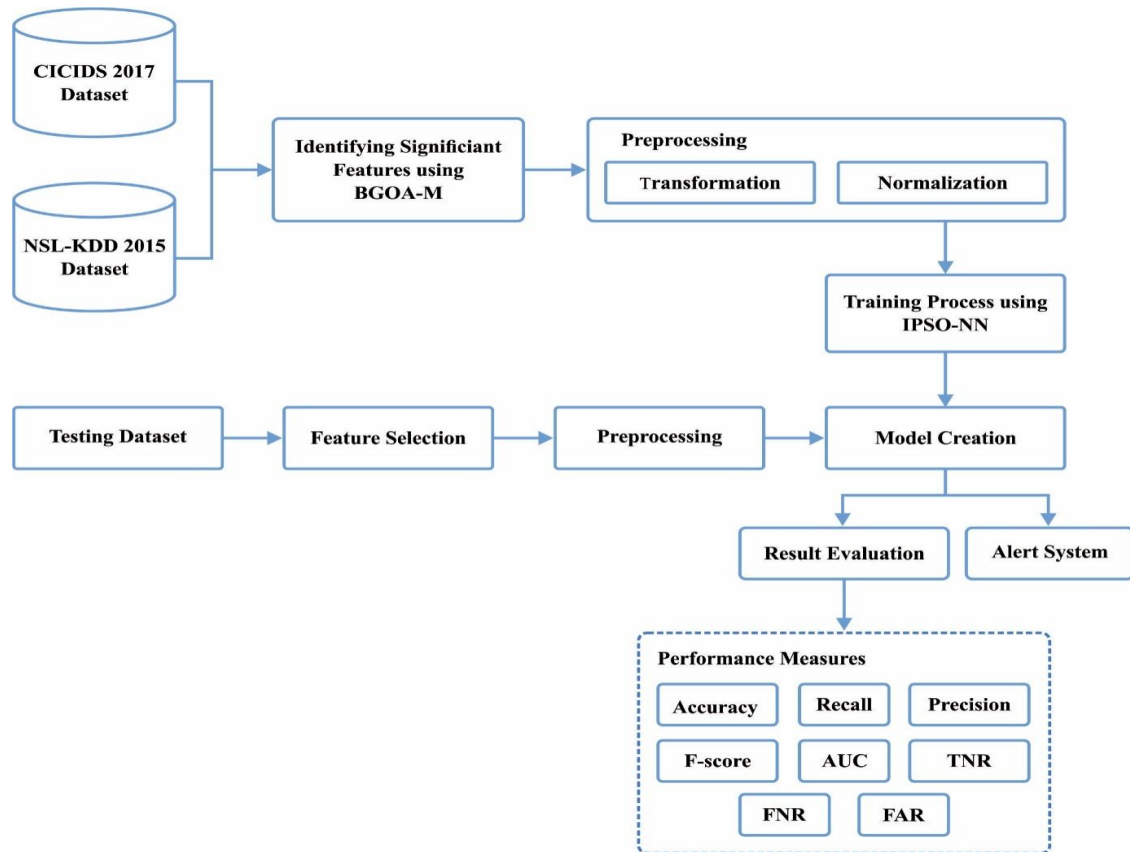 CICIDS 2017
Dataset
NSL-KDD 2015
Dataset
Identifying Significiant
Features using
BGOA-M
Preprocessing
Transformation
Normalization
Training Process using
IPSO-NN
Testing Dataset
Feature Selection
Preprocessing
Model Creation
Result Evaluation
Alert System
Performance Measures
Accuracy
Recall
Precision
F-score
AUC
TNR
FNR
FAR